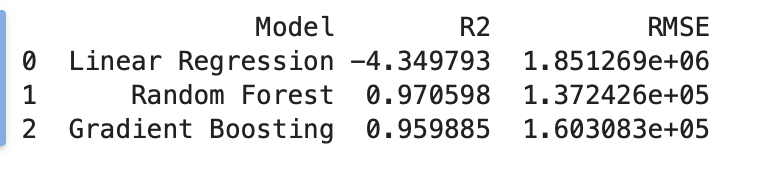 Model R2 RMSE
0 Linear Regression -4.349793 1.851269e+06
1 Random Forest 0.970598 1.372426e+05
2 Gradient Boosting 0.959885 1.603083e+05